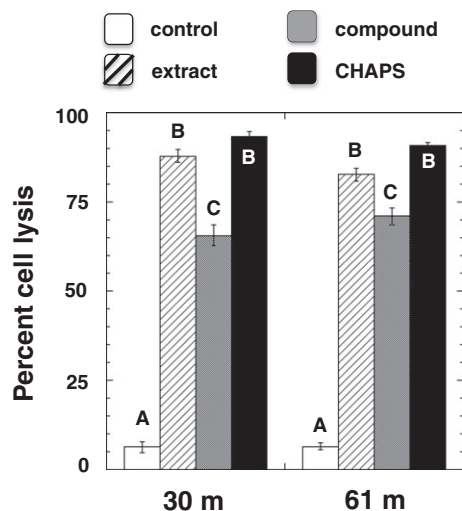 control compound
extract CHAPS
Percent cell lysis
100
75
50
25
0
A B C B
A B C B
30 m 61 m